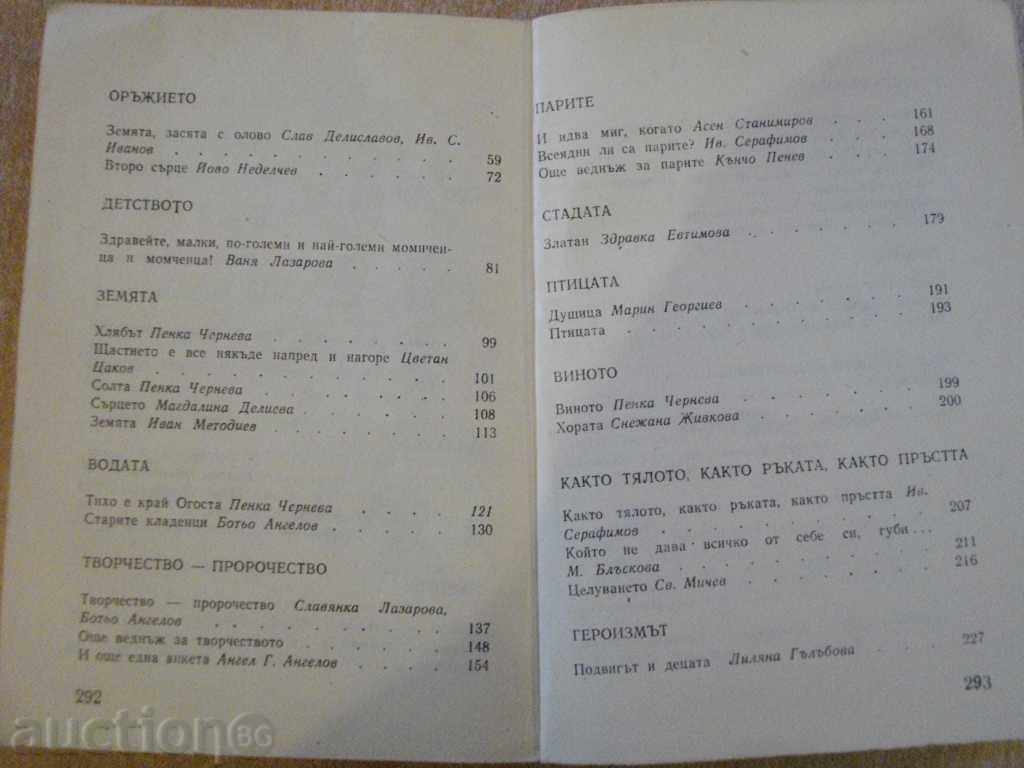 ОРЪЖИЕТО
Земята, засята с олово Слав Делиславов, Ив. С.
Иванов . . . . . . . . . . 59
Второ сърце Йово Неделчев . . . . . 72
ДЕТСТВОТО
Здравейте, малки, по-големи и най-големи момичен-
ца и момченца! Ваня Лазарова . . . . . 81
ЗЕМЯТА
Хлябът Пенка Чернева . . . . . . . 99
Щастието е все някъде напред и нагоре Цветан
Цаков . . . . . . . . . . . 101
Солта Пенка Чернева . . . . . . . 106
Сърцето Магдалина Делиева . . . . . 108
Земята Иван Методиев . . . . . . . 113
ВОДАТА
Тихо е край Огоста Пенка Чернева . . . . 121
Старите кладенци Ботьо Ангелов . . . . . 130
ТВОРЧЕСТВО — ПРОРОЧЕСТВО
Творчество — пророчество Славянка Лазарова,
Ботьо Ангелов . . . . . . . . . 137
Още веднъж за творчеството . . . . . . 148
И още една анкета Ангел Г. Ангелов . . . . 154
292
ПАРИТЕ
И идва миг, когато Асен Станимиров . . . 161
Всеядни ли са парите? Ив. Серафимов . . . 168
Още веднъж за парите Кънчо Пенев . . . 174
СТАДАТА
Златан Здравка Евтимова . . . . . . 179
ПТИЦАТА
Душица Марин Георгиев . . . . . . 191
Птицата . . . . . . . . . . 193
ВИНОТО
Виното Пенка Чернева . . . . . . 199
Хората Снежана Живкова . . . . . . 200
КАКТО ТЯЛОТО, КАКТО РЪКАТА, КАКТО ПРЪСТТА
Както тялото, както ръката, както пръстта Ив.
Серафимов . . . . . . . . . . 207
Който не дава всичко от себе си, губи . . .
М. Блъскова . . . . . . . . . 211
Целуването Св. Мичев . . . . . . . 216
ГЕРОИЗМЪТ
Подвигът и децата Лиляна Гълъбова . . . 227
293
auction BG